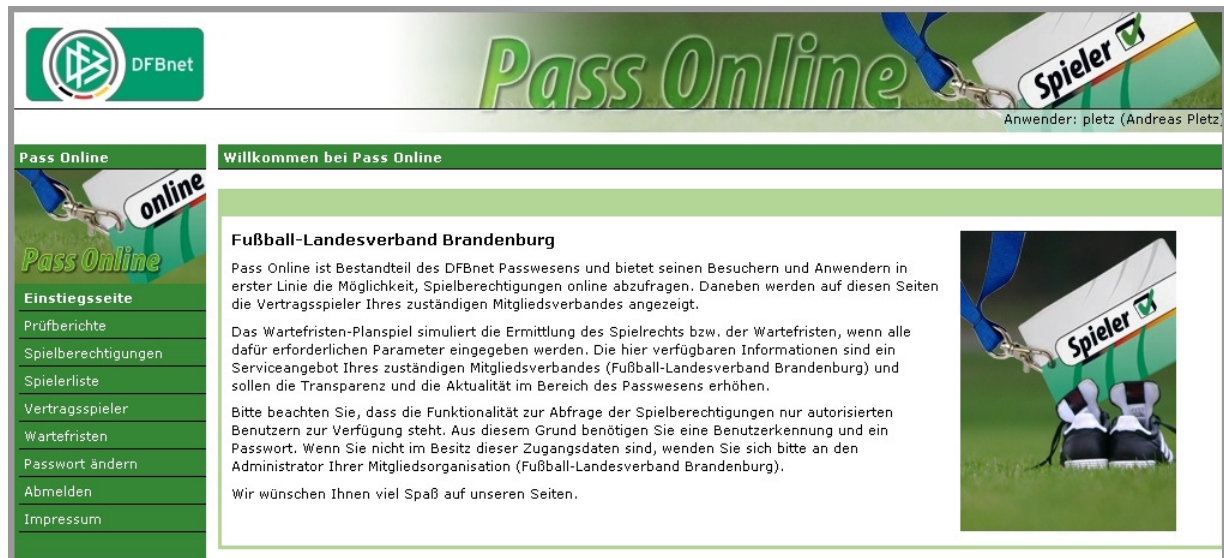 DFBnet
Pass Online
Spieler
Anwender: pletz (Andreas Pletz)
Pass Online
online
Pass Online
Einstiegsseite
Prüfberichte
Spielberechtigungen
Spielerliste
Vertragsspieler
Wartefristen
Passwort ändern
Abmelden
Impressum
Willkommen bei Pass Online
Fußball-Landesverband Brandenburg
Pass Online ist Bestandteil des DFBnet Passwesens und bietet seinen Besuchern und Anwendern in
erster Linie die Möglichkeit, Spielberechtigungen online abzufragen. Daneben werden auf diesen Seiten
die Vertragsspieler Ihres zuständigen Mitgliedsverbandes angezeigt.
Das Wartefristen-Planspiel simuliert die Ermittlung des Spielrechts bzw. der Wartefristen, wenn alle
dafür erforderlichen Parameter eingegeben werden. Die hier verfügbaren Informationen sind ein
Serviceangebot Ihres zuständigen Mitgliedsverbandes (Fußball-Landesverband Brandenburg) und
sollen die Transparenz und die Aktualität im Bereich des Passwesens erhöhen.
Bitte beachten Sie, dass die Funktionalität zur Abfrage der Spielberechtigungen nur autorisierten
Benutzern zur Verfügung steht. Aus diesem Grund benötigen Sie eine Benutzerkennung und ein
Passwort. Wenn Sie nicht im Besitz dieser Zugangsdaten sind, wenden Sie sich bitte an den
Administrator Ihrer Mitgliedsorganisation (Fußball-Landesverband Brandenburg).
Wir wünschen Ihnen viel Spaß auf unseren Seiten.
Spieler